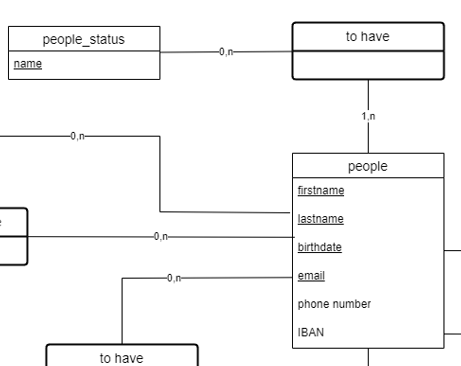 people_status
name
0,n
to have
1,n
0,n
people
firstname
lastname
birthdate
email
phone number
IBAN
0,n
0,n
to have